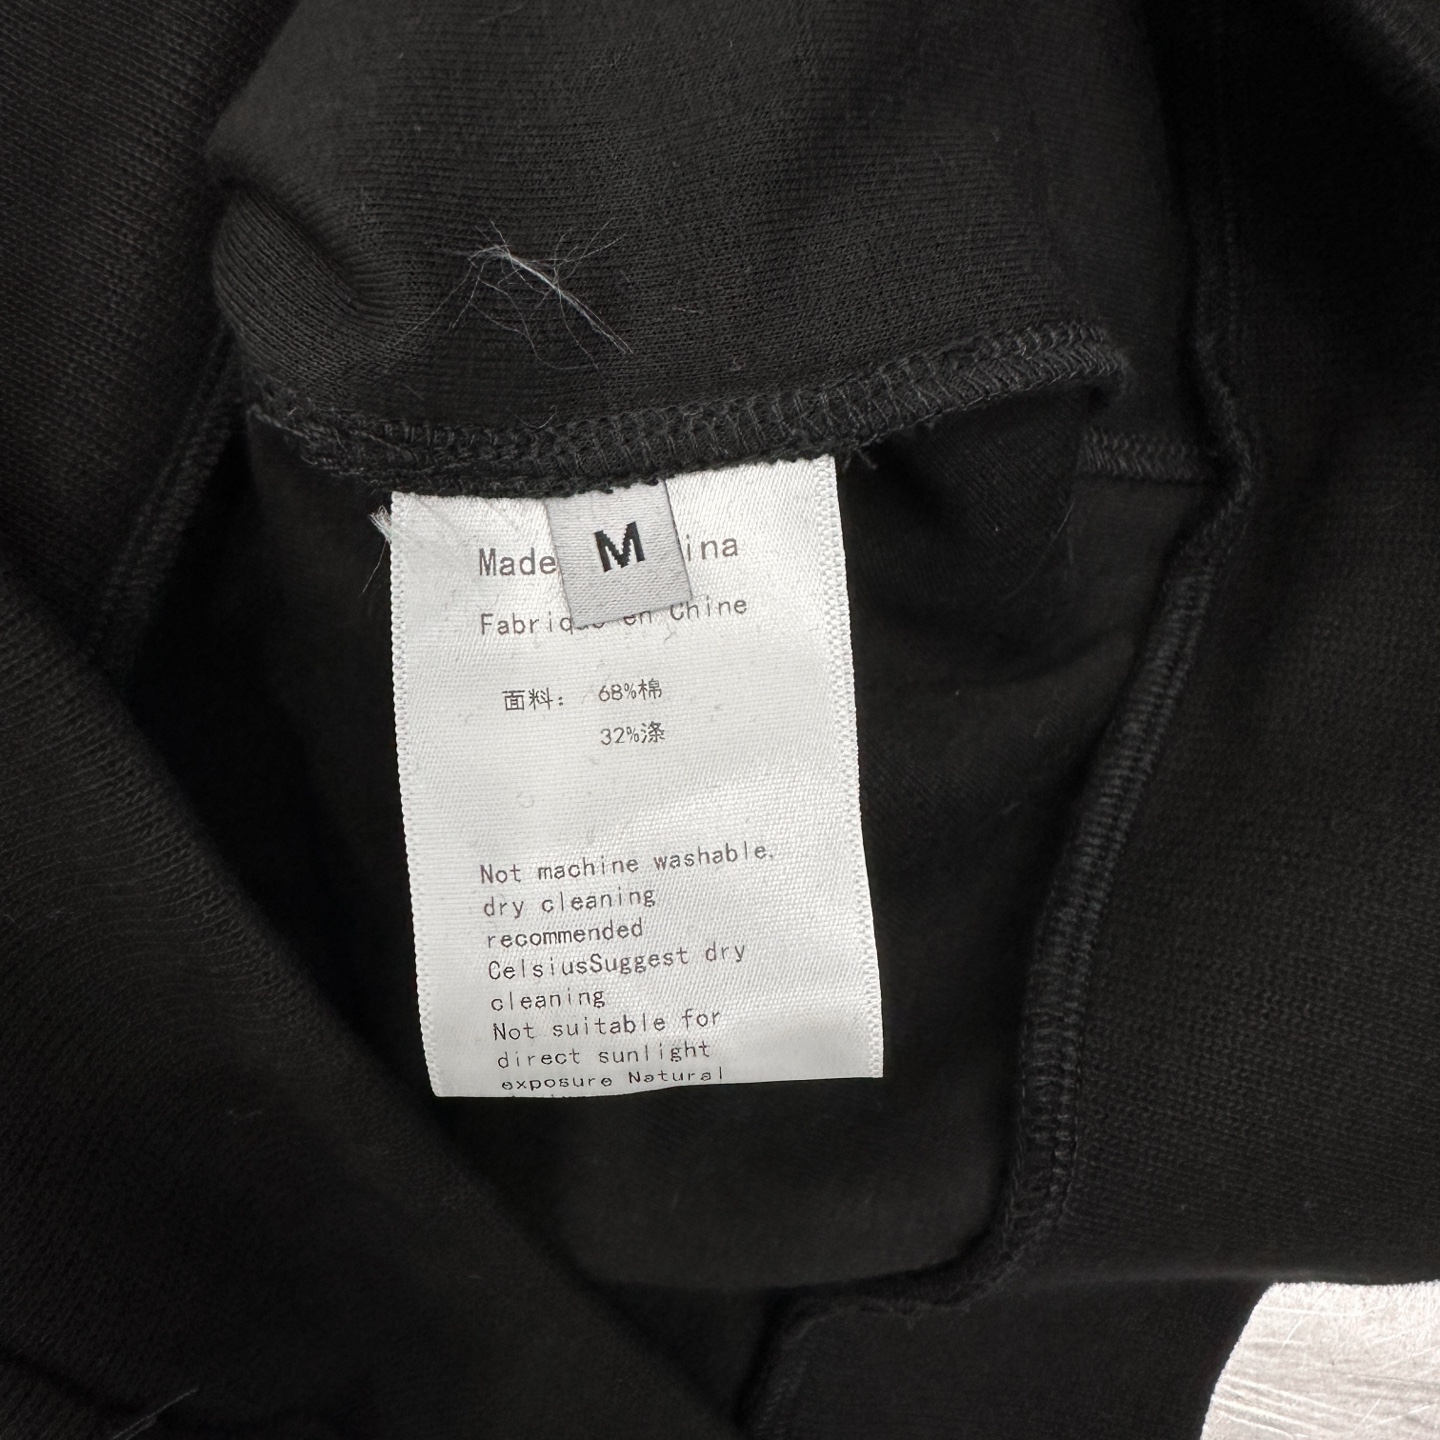 M
Made ina
Fabriq en Chine
面料: 68%棉
32%涤
Not machine washable,
dry cleaning
recommended
CelsiusSuggest dry
cleaning
Not suitable for
direct sunlight
exposure Natural